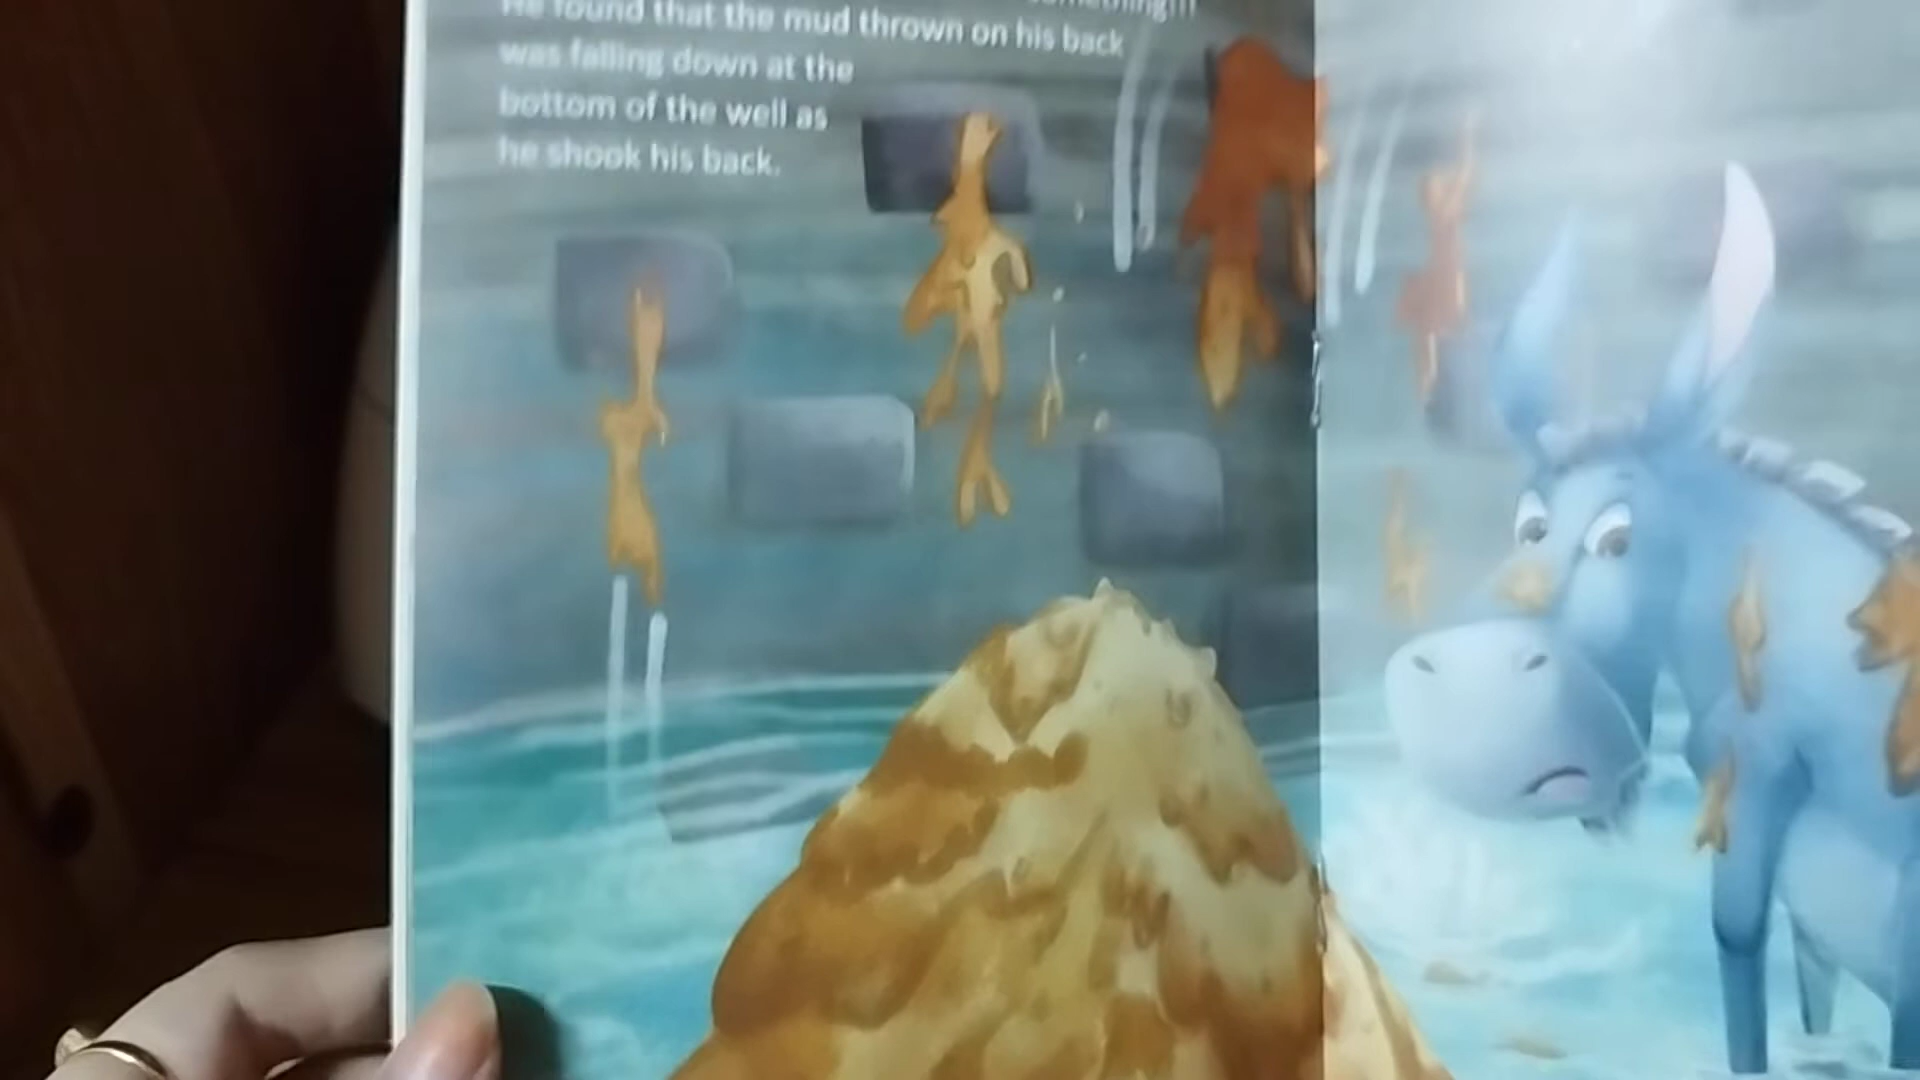 something!!!
He found that the mud thrown on his back
was falling down at the
bottom of the well as
he shook his back.